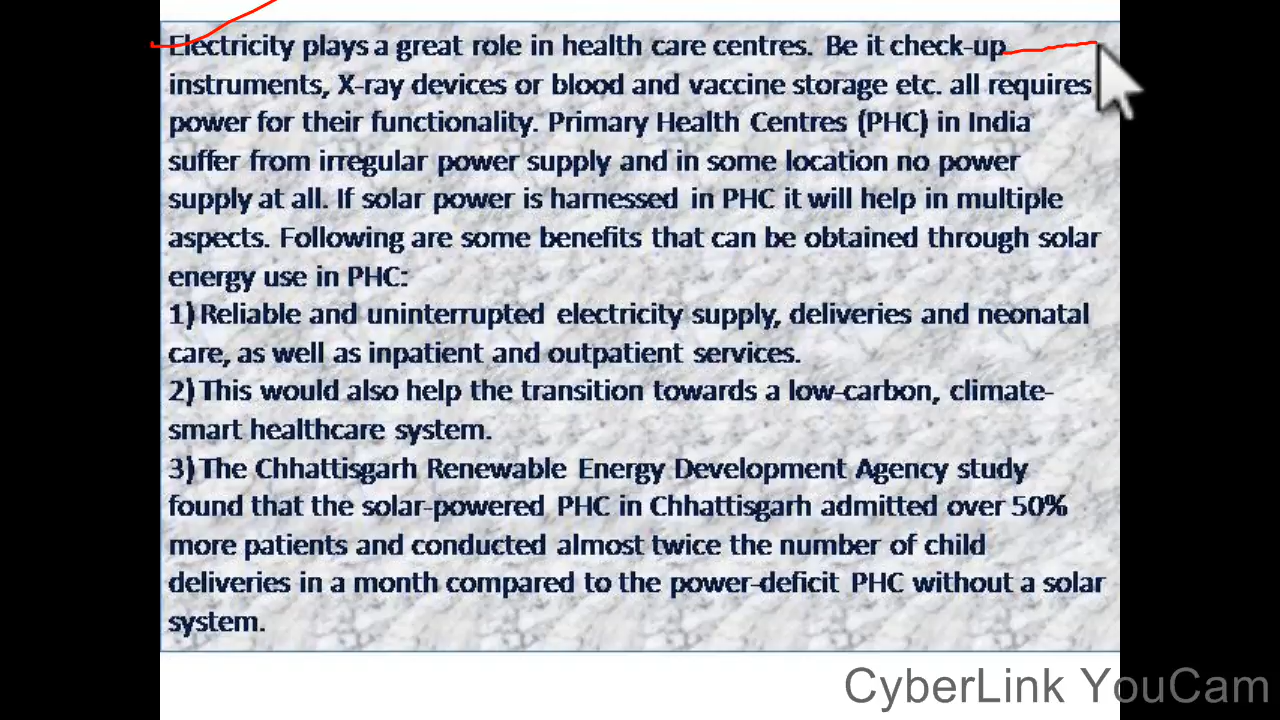 Electricity plays a great role in health care centres. Be it check-up
instruments, X-ray devices or blood and vaccine storage etc. all requires
power for their functionality. Primary Health Centres (PHC) in India
suffer from irregular power supply and in some location no power
supply at all. If solar power is harnessed in PHC it will help in multiple
aspects. Following are some benefits that can be obtained through solar
energy use in PHC:
1) Reliable and uninterrupted electricity supply, deliveries and neonatal
care, as well as inpatient and outpatient services.
2) This would also help the transition towards a low-carbon, climate-
smart healthcare system.
3) The Chhattisgarh Renewable Energy Development Agency study
found that the solar-powered PHC in Chhattisgarh admitted over 50%
more patients and conducted almost twice the number of child
deliveries in a month compared to the power-deficit PHC without a solar
system.
CyberLink YouCam